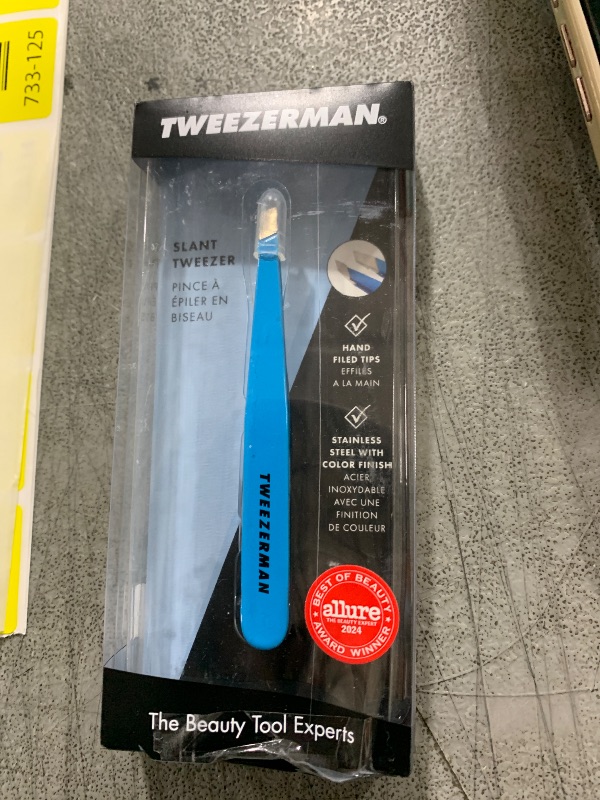 733-125
TWEEZERMAN®
SLANT
TWEEZER
PINCE À
ÉPILER EN
BISEAU
HAND
FILED TIPS
EFFILÉS
A LA MAIN
STAINLESS
STEEL WITH
COLOR FINISH
ACIER
INOXYDABLE
AVEC UNE
FINITION
DE COULEUR
TWEEZERMAN
BEST OF BEAUTY
allure
THE BEAUTY EXPERT
2024
AWARD WINNER
The Beauty Tool Experts